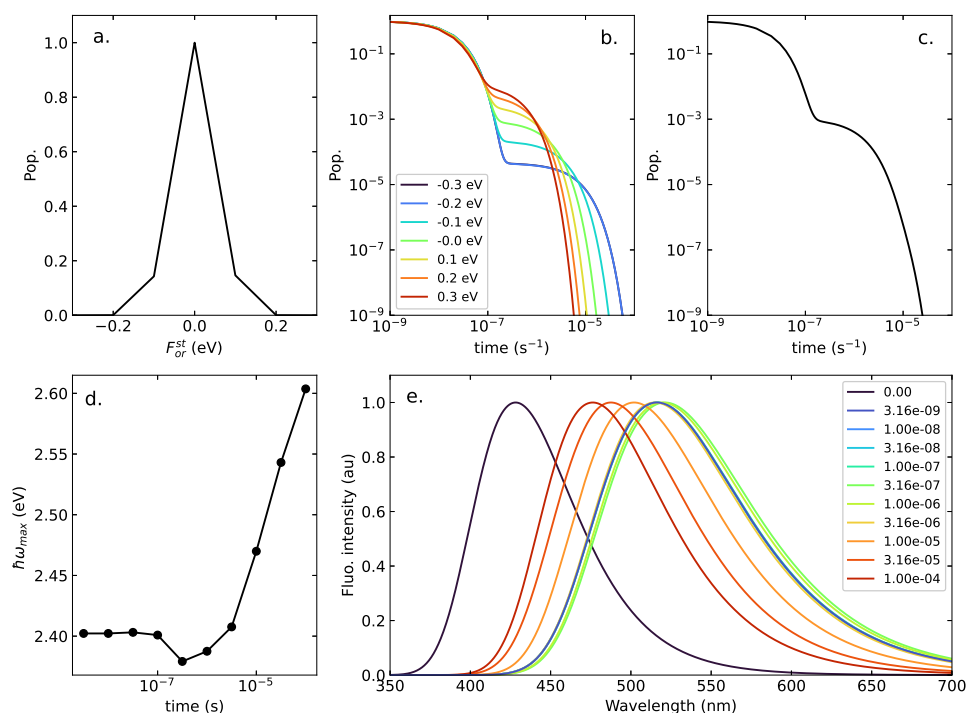 a.
Pop.
1.0
0.8
0.6
0.4
0.2
0.0
−0.2
0.0
0.2
F_{or}^{st} (eV)
b.
Pop.
10^{−1}
10^{−3}
10^{−5}
10^{−7}
10^{−9}
-0.3 eV
-0.2 eV
-0.1 eV
-0.0 eV
0.1 eV
0.2 eV
0.3 eV
10^{−9}
10^{−7}
10^{−5}
time (s^{−1})
c.
Pop.
10^{−1}
10^{−3}
10^{−5}
10^{−7}
10^{−9}
10^{−9}
10^{−7}
10^{−5}
time (s^{−1})
d.
ħω_{max} (eV)
2.60
2.55
2.50
2.45
2.40
10^{−7}
10^{−5}
time (s)
e.
Fluo. intensity (au)
1.0
0.8
0.6
0.4
0.2
0.0
0.00
3.16e-09
1.00e-08
3.16e-08
1.00e-07
3.16e-07
1.00e-06
3.16e-06
1.00e-05
3.16e-05
1.00e-04
350
400
450
500
550
600
650
700
Wavelength (nm)